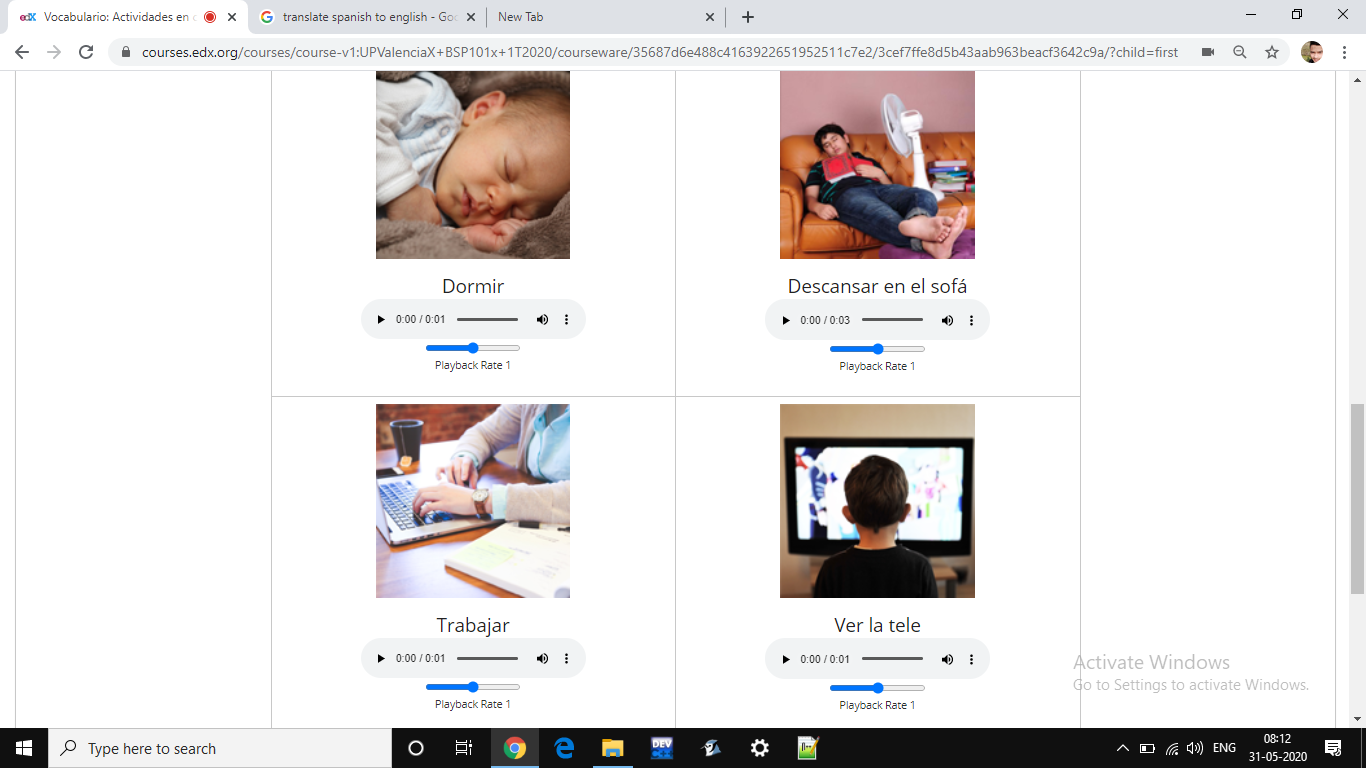 Vocabulario: Actividades en c
translate spanish to english - Goo
New Tab
courses.edx.org/courses/course-v1:UPValenciaX+BSP101x+1T2020/courseware/35687d6e488c4163922651952511c7e2/3cef7ffe8d5b43aab963beacf3642c9a/?child=first
Dormir
0:00 / 0:01
Playback Rate 1
Descansar en el sofá
0:00 / 0:03
Playback Rate 1
Trabajar
0:00 / 0:01
Playback Rate 1
Ver la tele
0:00 / 0:01
Playback Rate 1
Activate Windows
Go to Settings to activate Windows.
Type here to search
DEV
ENG
08:12
31-05-2020